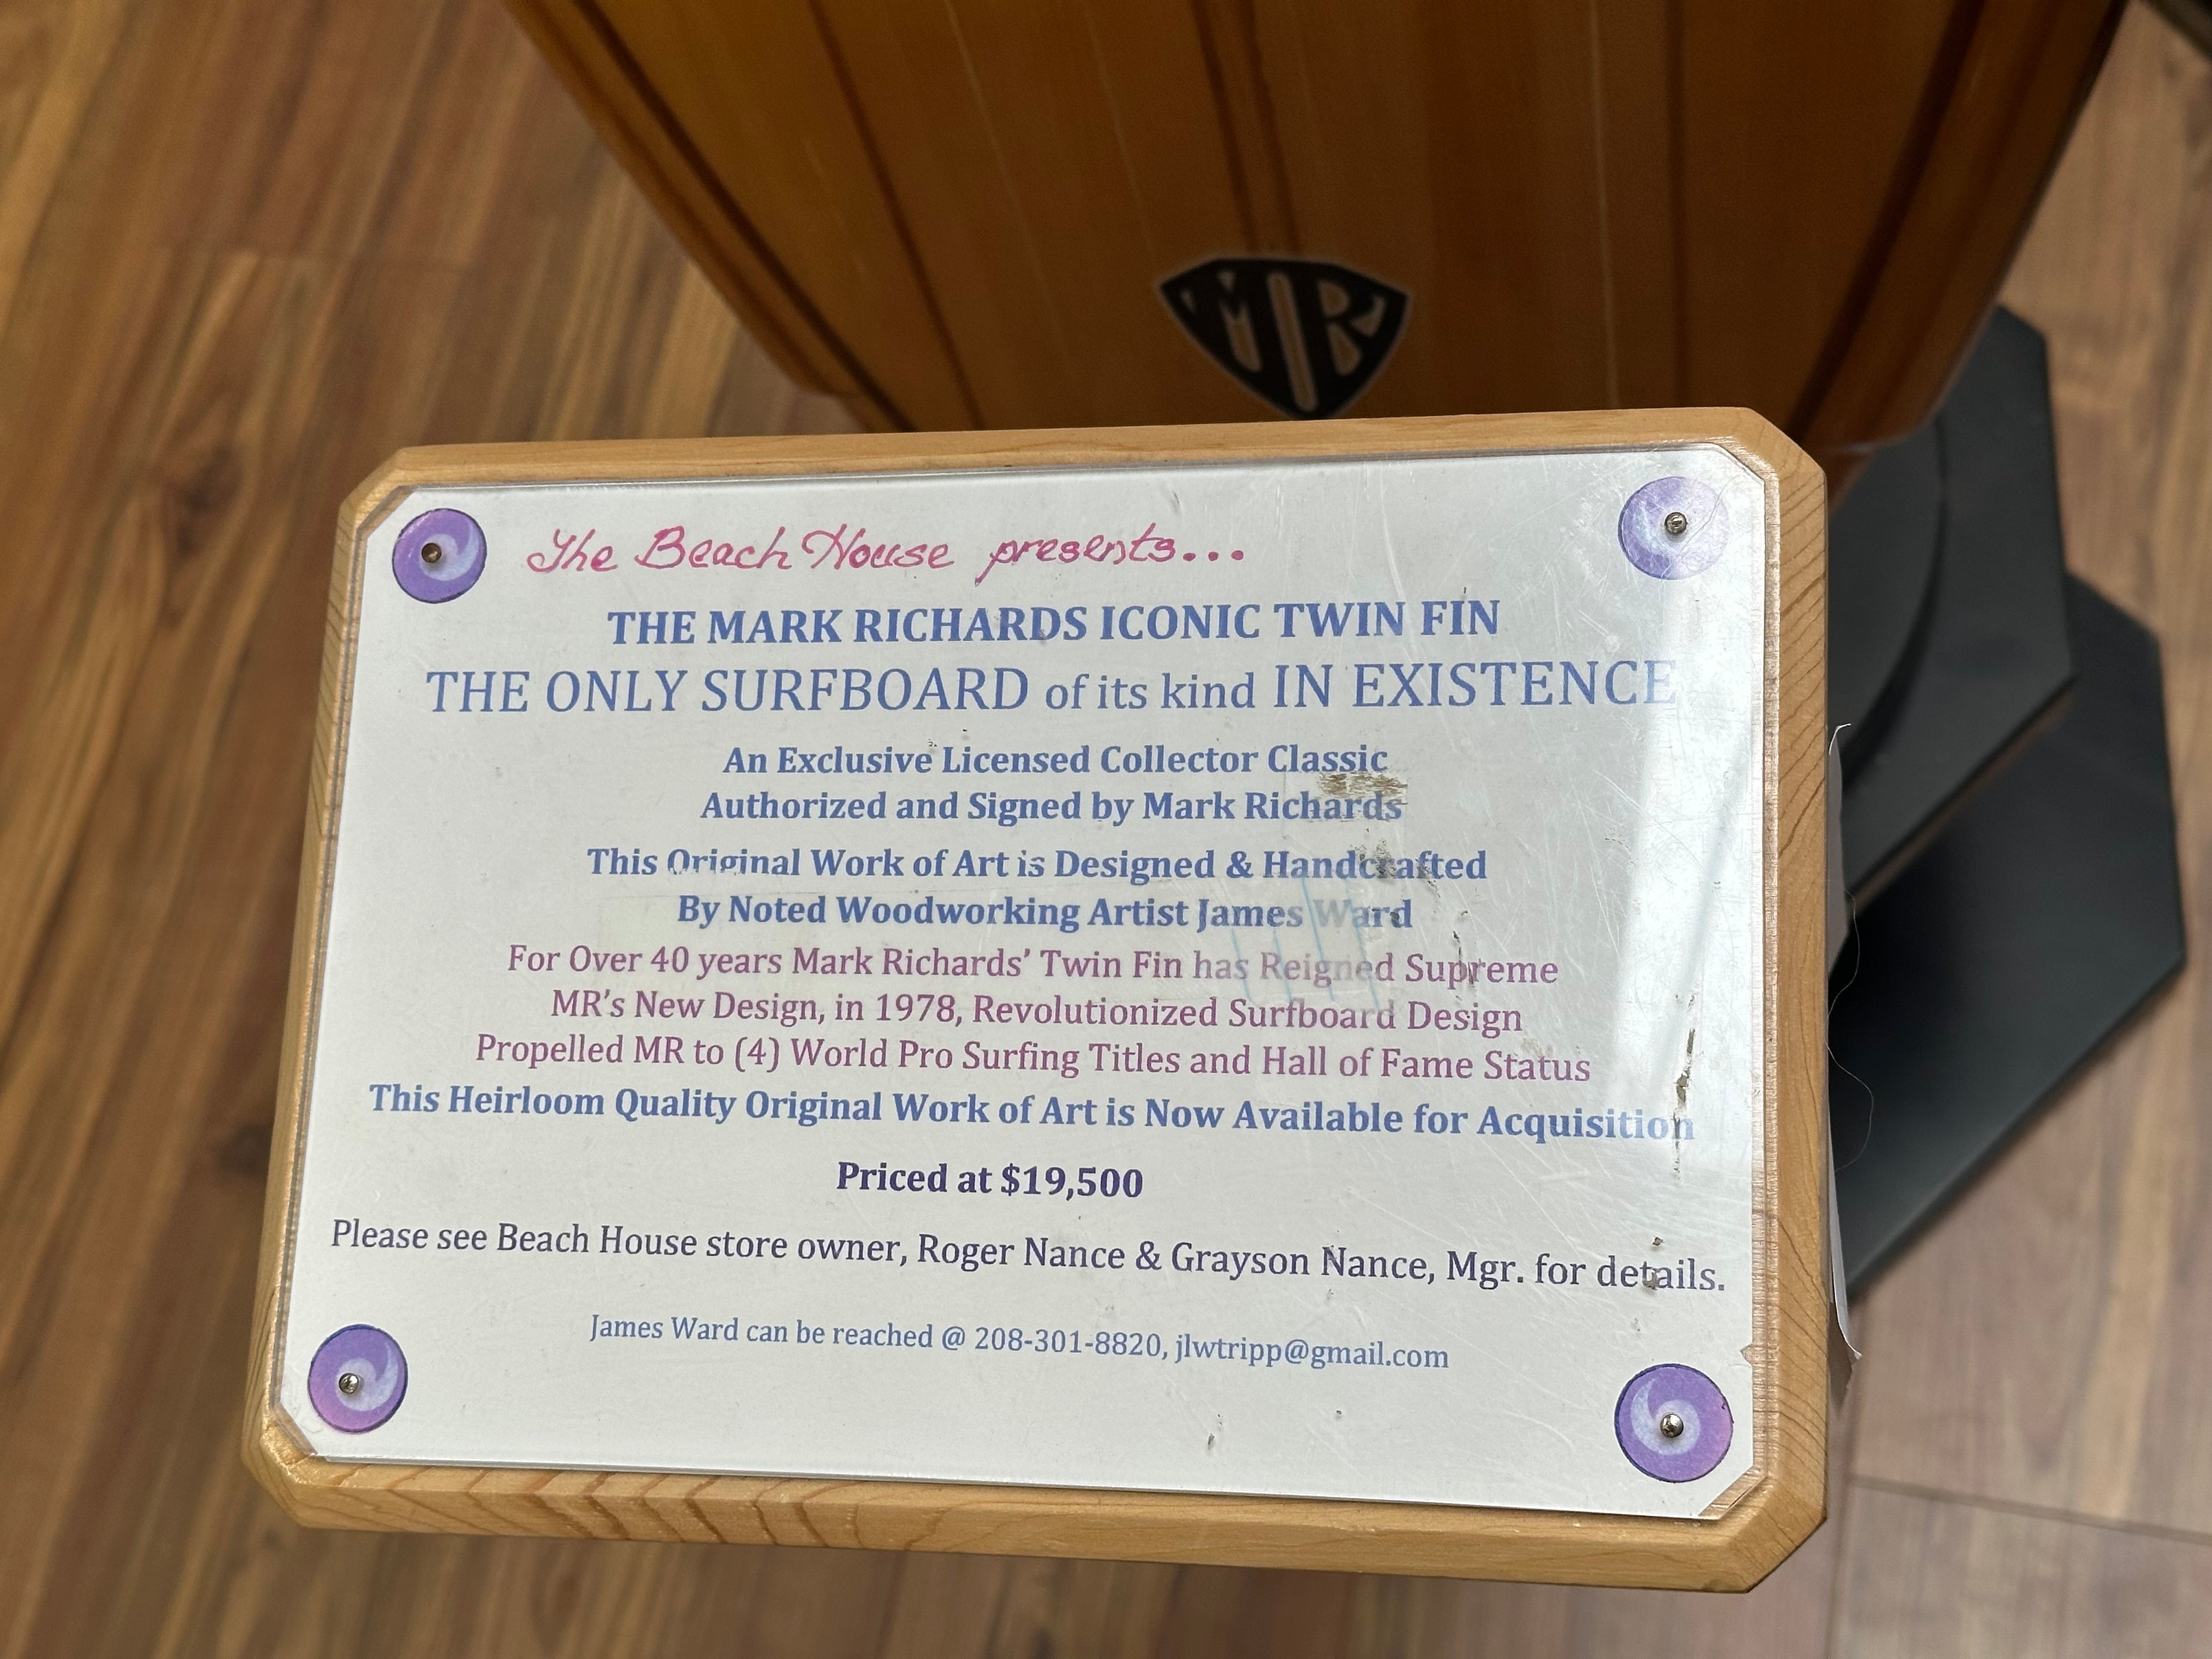 MR
The Beach House presents...
THE MARK RICHARDS ICONIC TWIN FIN
THE ONLY SURFBOARD of its kind IN EXISTENCE
An Exclusive Licensed Collector Classic
Authorized and Signed by Mark Richards
This Original Work of Art is Designed & Handcrafted
By Noted Woodworking Artist James Ward
For Over 40 years Mark Richards' Twin Fin has Reigned Supreme
MR's New Design, in 1978, Revolutionized Surfboard Design
Propelled MR to (4) World Pro Surfing Titles and Hall of Fame Status
This Heirloom Quality Original Work of Art is Now Available for Acquisition
Priced at $19,500
Please see Beach House store owner, Roger Nance & Grayson Nance, Mgr. for details.
James Ward can be reached @ 208-301-8820, jlwtripp@gmail.com